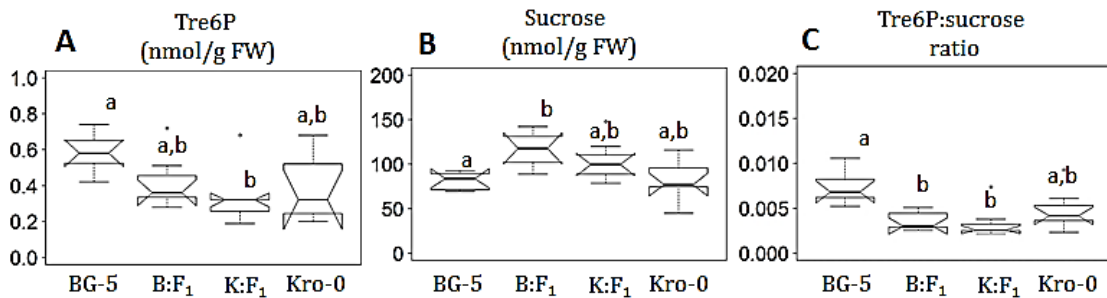 A
Tre6P
(nmol/g FW)
1.0
0.8
0.6
0.4
0.2
0.0
a
a,b
b
a,b
BG-5 B:F₁ K:F₁ Kro-0
B
Sucrose
(nmol/g FW)
200
150
100
50
0
a
b
a,b
a,b
BG-5 B:F₁ K:F₁ Kro-0
C
Tre6P:sucrose
ratio
0.020
0.015
0.010
0.005
0.000
a
b
b
a,b
BG-5 B:F₁ K:F₁ Kro-0